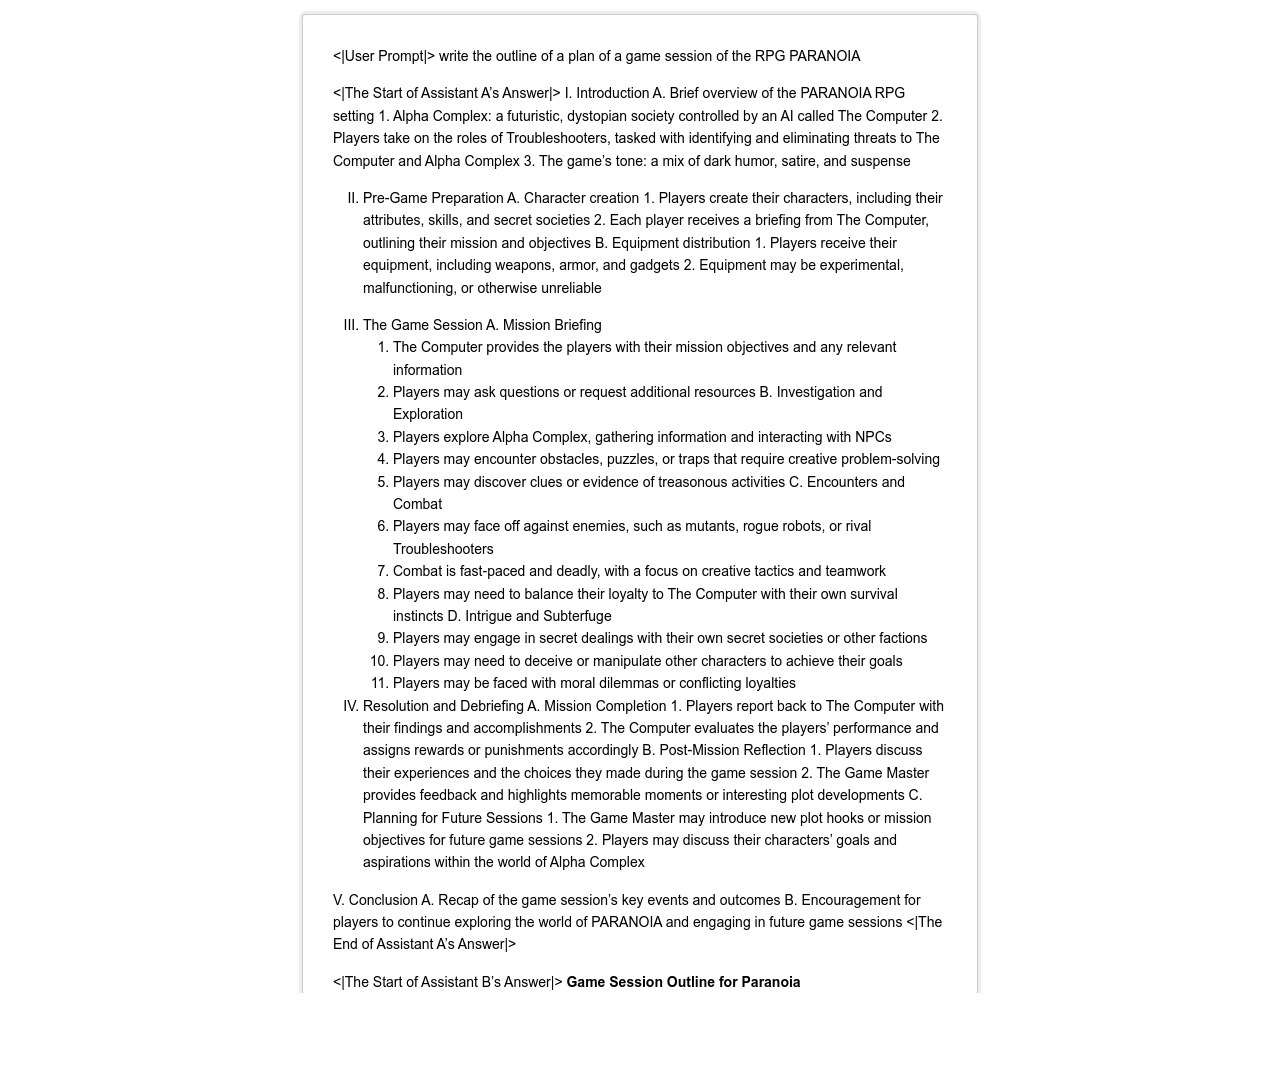 <|User Prompt|> write the outline of a plan of a game session of the RPG PARANOIA
<|The Start of Assistant A’s Answer|> I. Introduction A. Brief overview of the PARANOIA RPG
setting 1. Alpha Complex: a futuristic, dystopian society controlled by an AI called The Computer 2.
Players take on the roles of Troubleshooters, tasked with identifying and eliminating threats to The
Computer and Alpha Complex 3. The game’s tone: a mix of dark humor, satire, and suspense
II. Pre-Game Preparation A. Character creation 1. Players create their characters, including their
attributes, skills, and secret societies 2. Each player receives a briefing from The Computer,
outlining their mission and objectives B. Equipment distribution 1. Players receive their
equipment, including weapons, armor, and gadgets 2. Equipment may be experimental,
malfunctioning, or otherwise unreliable
III. The Game Session A. Mission Briefing
1. The Computer provides the players with their mission objectives and any relevant
information
2. Players may ask questions or request additional resources B. Investigation and
Exploration
3. Players explore Alpha Complex, gathering information and interacting with NPCs
4. Players may encounter obstacles, puzzles, or traps that require creative problem-solving
5. Players may discover clues or evidence of treasonous activities C. Encounters and
Combat
6. Players may face off against enemies, such as mutants, rogue robots, or rival
Troubleshooters
7. Combat is fast-paced and deadly, with a focus on creative tactics and teamwork
8. Players may need to balance their loyalty to The Computer with their own survival
instincts D. Intrigue and Subterfuge
9. Players may engage in secret dealings with their own secret societies or other factions
10. Players may need to deceive or manipulate other characters to achieve their goals
11. Players may be faced with moral dilemmas or conflicting loyalties
IV. Resolution and Debriefing A. Mission Completion 1. Players report back to The Computer with
their findings and accomplishments 2. The Computer evaluates the players’ performance and
assigns rewards or punishments accordingly B. Post-Mission Reflection 1. Players discuss
their experiences and the choices they made during the game session 2. The Game Master
provides feedback and highlights memorable moments or interesting plot developments C.
Planning for Future Sessions 1. The Game Master may introduce new plot hooks or mission
objectives for future game sessions 2. Players may discuss their characters’ goals and
aspirations within the world of Alpha Complex
V. Conclusion A. Recap of the game session’s key events and outcomes B. Encouragement for
players to continue exploring the world of PARANOIA and engaging in future game sessions <|The
End of Assistant A’s Answer|>
<|The Start of Assistant B’s Answer|> Game Session Outline for Paranoia